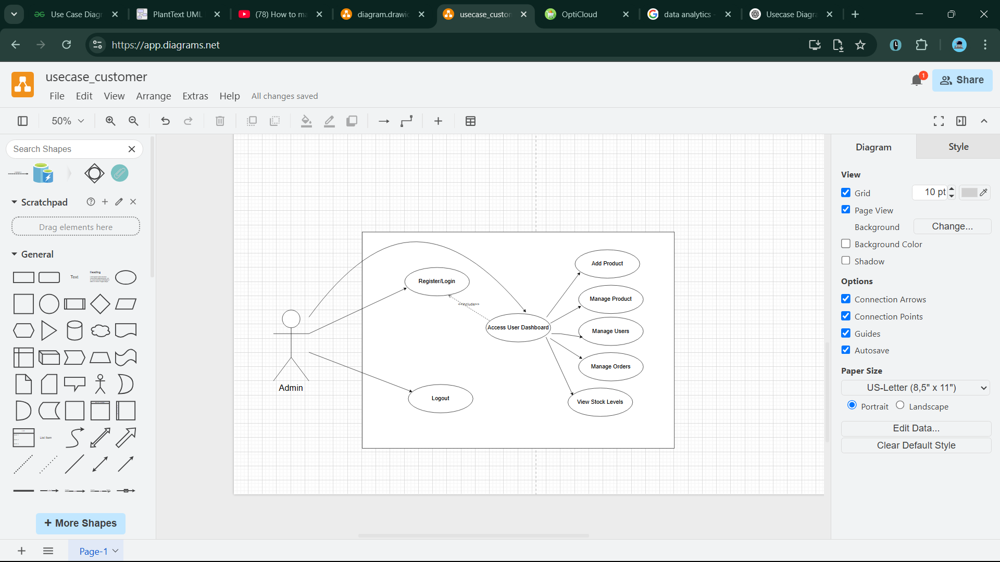 Use Case Diagr
PlantText UML
(78) How to ma
diagram.drawio
usecase_custom
OptiCloud
data analytics -
Usecase Diagra
https://app.diagrams.net
usecase_customer
1
Share
File Edit View Arrange Extras Help All changes saved
50%
Search Shapes
Scratchpad
Drag elements here
General
Text
Heading
List Item
+ More Shapes
Register/Login
<<include>>
Access User Dashboard
Add Product
Manage Product
Manage Users
Manage Orders
View Stock Levels
Logout
Admin
Diagram
Style
View
Grid
10 pt
Page View
Background
Change...
Background Color
Shadow
Options
Connection Arrows
Connection Points
Guides
Autosave
Paper Size
US-Letter (8,5" x 11")
Portrait
Landscape
Edit Data...
Clear Default Style
Page-1